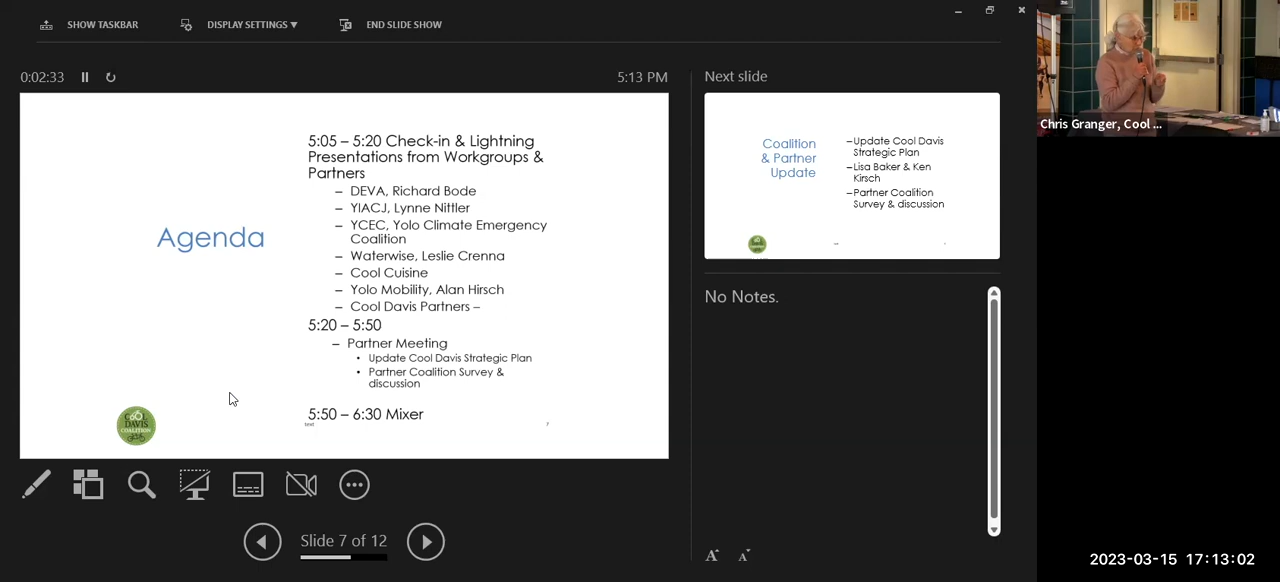 SHOW TASKBAR
DISPLAY SETTINGS ▼
END SLIDE SHOW
0:02:33
5:13 PM
Agenda
5:05 – 5:20 Check-in & Lightning
Presentations from Workgroups &
Partners
– DEVA, Richard Bode
– YIACJ, Lynne Nittler
– YCEC, Yolo Climate Emergency
Coalition
– Waterwise, Leslie Crenna
– Cool Cuisine
– Yolo Mobility, Alan Hirsch
– Cool Davis Partners –
5:20 – 5:50
– Partner Meeting
• Update Cool Davis Strategic Plan
• Partner Coalition Survey &
discussion
5:50 – 6:30 Mixer
text
7
COOL
DAVIS
COALITION
Slide 7 of 12
Next slide
Coalition
& Partner
Update
–Update Cool Davis
Strategic Plan
–Lisa Baker & Ken
Kirsch
–Partner Coalition
Survey & discussion
No Notes.
A A
Chris Granger, Cool ...
2023-03-15 17:13:02